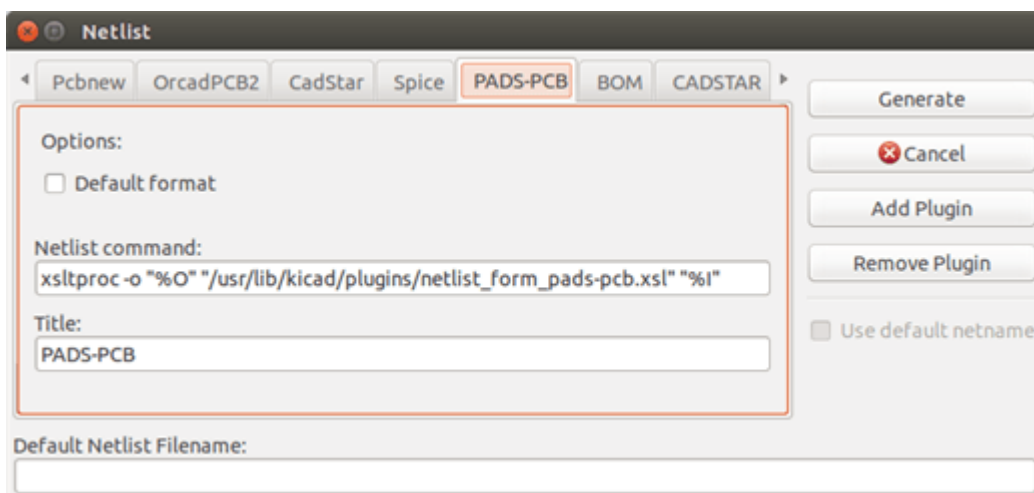 Netlist
Pcbnew OrcadPCB2 CadStar Spice PADS-PCB BOM CADSTAR
Generate
Options:
Cancel
Default format
Add Plugin
Netlist command:
Remove Plugin
xsltproc -o "%O" "/usr/lib/kicad/plugins/netlist_form_pads-pcb.xsl" "%I"
Title:
Use default netname
PADS-PCB
Default Netlist Filename: